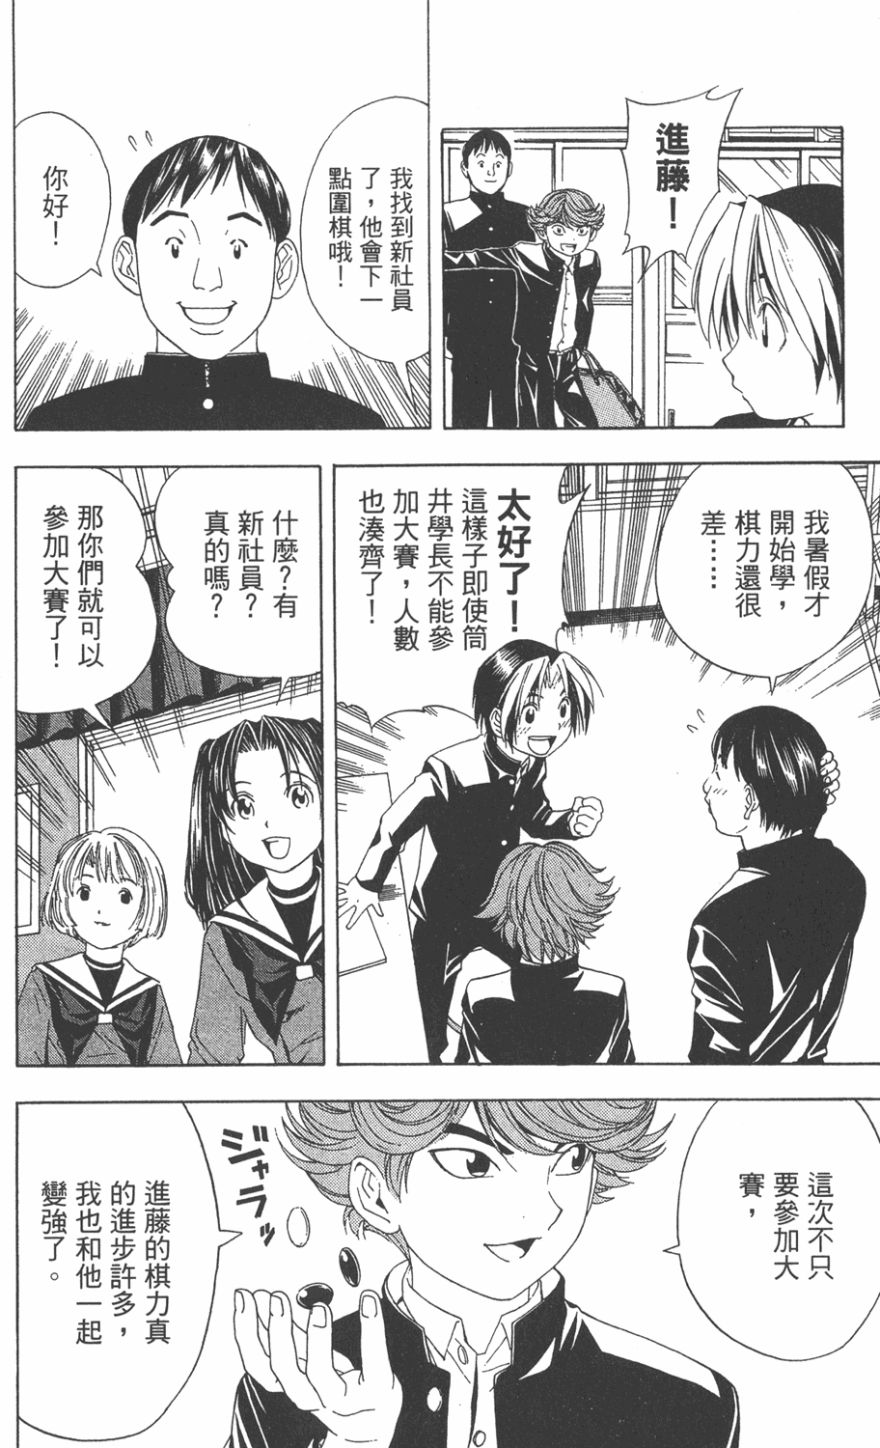 進藤！
我找到新社員
了，他會下一
點圍棋哦！
你好！
我暑假才
開始學，
棋力還很
差……
太好了！
這樣子即使筒
井學長不能參
加大賽，人數
也湊齊了！
什麼？有
新社員？
真的嗎？
那你們就可以
參加大賽了！
這次不只
要參加大
賽，
ジャラッ
進藤的棋力真
的進步許多，
我也和他一起
變強了。